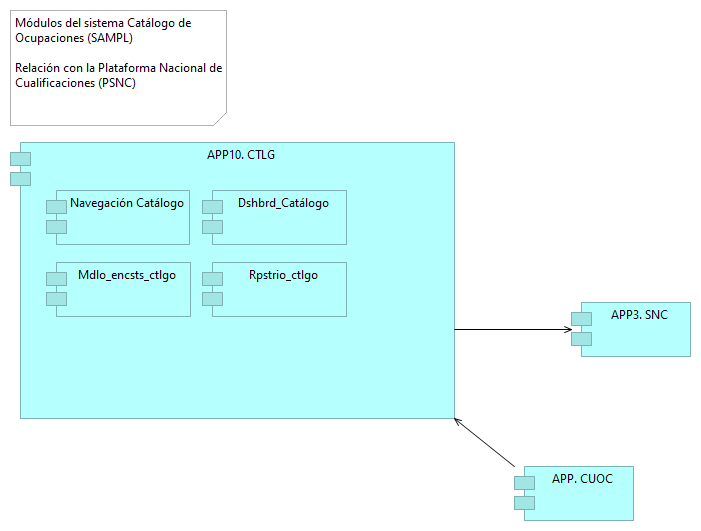 Módulos del sistema Catálogo de
Ocupaciones (SAMPL)
Relación con la Plataforma Nacional de
Cualificaciones (PSNC)
APP10. CTLG
Navegación Catálogo
Dshbrd_Catálogo
Mdlo_encsts_ctlgo
Rpstrio_ctlgo
APP3. SNC
APP. CUOC